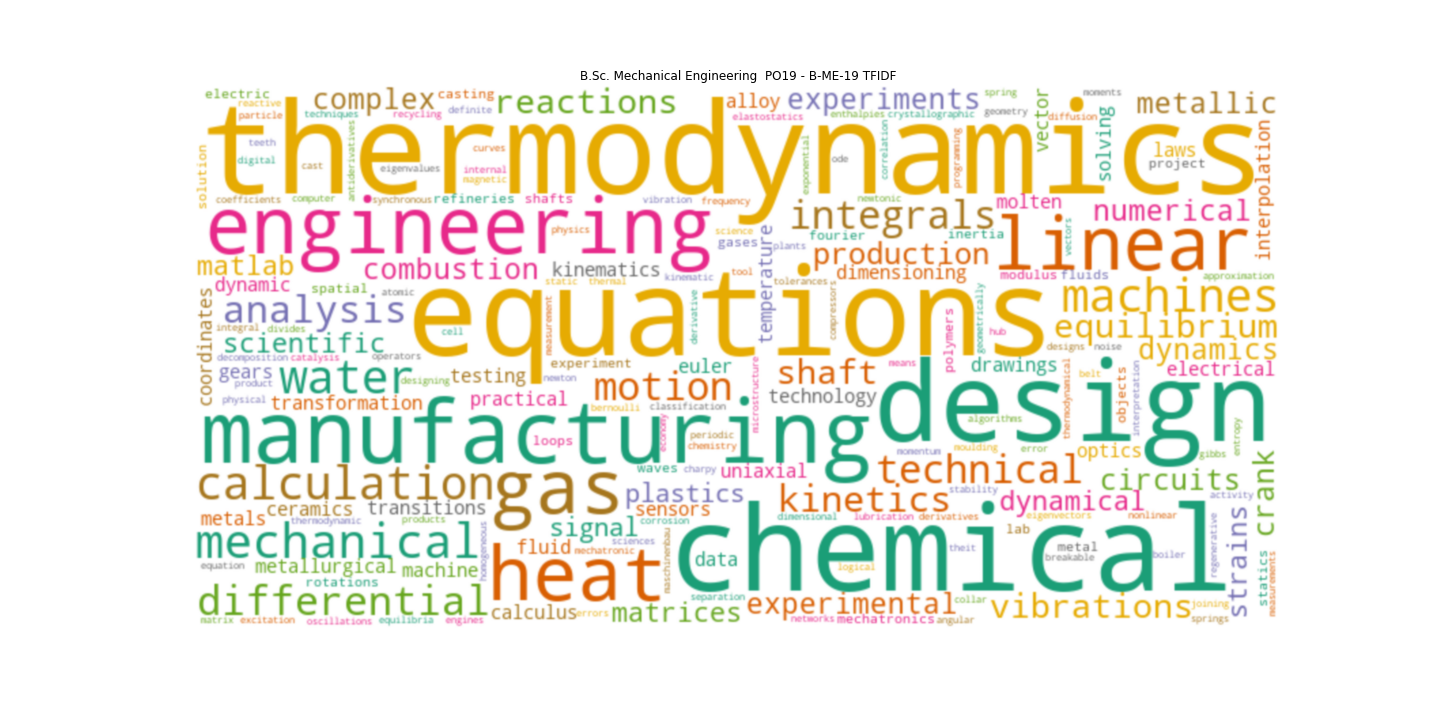 B.Sc. Mechanical Engineering  PO19 - B-ME-19 TFIDF
electric
complex
casting
reactions
alloy
experiments
spring
moments
metallic
reactive
particle
techniques
recycling
definite
elastostatics
enthalpies
crystallographic
geometry
diffusion
vector
thermodynamics
teeth
digital
cast
antiderivatives
eigenvalues
curves
internal
magnetic
exponential
ode
correlation
programming
solving
laws
project
interpolation
solution
coefficients
computer
synchronous
refineries
shafts
vibration
frequency
newtonic
molten
numerical
engineering
physics
science
gases
plants
integrals
fourier
inertia
linear
vectors
matlab
combustion
kinematics
kinematic
tool
temperature
production
dimensioning
tolerances
modulus
fluids
approximation
dynamic
spatial
atomic
static
thermal
coordinates
analysis
equations
machines
integral
divides
cell
measurement
derivative
compressors
geometrically
hub
equilibrium
scientific
polymers
designs
noise
dynamics
decomposition
catalysis
operators
experiment
euler
shaft
means
drawings
belt
electrical
gears
product
water
designing
testing
newton
motion
microstructure
technology
design
thermodynamical
objects
interpretation
physical
transformation
practical
bernoulli
classification
algorithms
manufacturing
loops
economy
periodic
chemistry
momentum
moulding
error
optics
gibbs
entropy
calculation
gas
waves
charpy
uniaxial
technical
circuits
crank
ceramics
transitions
plastics
kinetics
stability
dynamical
activity
metals
thermodynamic
products
sensors
signal
corrosion
dimensional
lubrication
derivatives
eigenvectors
nonlinear
mechanical
homogeneous
fluid
mechatronic
sciences
maschinenbau
data
chemical
theit
lab
metal
breakable
boiler
regenerative
strains
statics
measurements
equation
metallurgical
machine
heat
logical
rotations
differential
calculus
errors
matrices
separation
experimental
collar
vibrations
joining
matrix
excitation
oscillations
equilibria
engines
networks
mechatronics
angular
springs